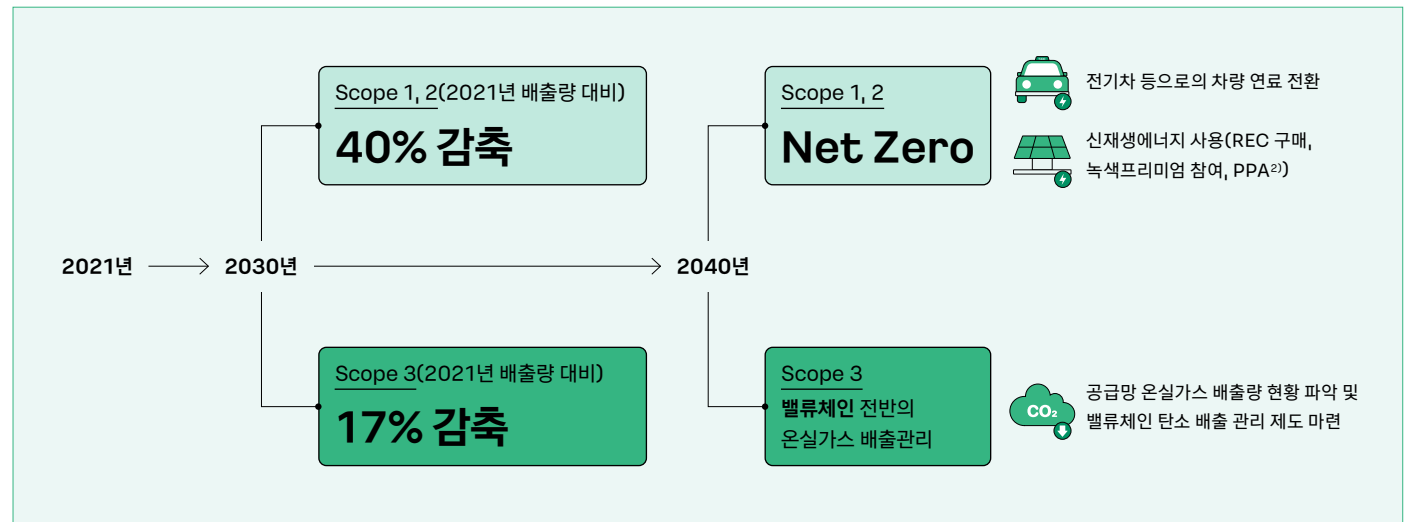 Scope 1, 2(2021년 배출량 대비)
40% 감축
Scope 1, 2
Net Zero
전기차 등으로의 차량 연료 전환
신재생에너지 사용(REC 구매,
녹색프리미엄 참여, PPA²⁾)
2021년
2030년
2040년
Scope 3(2021년 배출량 대비)
17% 감축
Scope 3
밸류체인 전반의
온실가스 배출관리
CO₂
공급망 온실가스 배출량 현황 파악 및
밸류체인 탄소 배출 관리 제도 마련